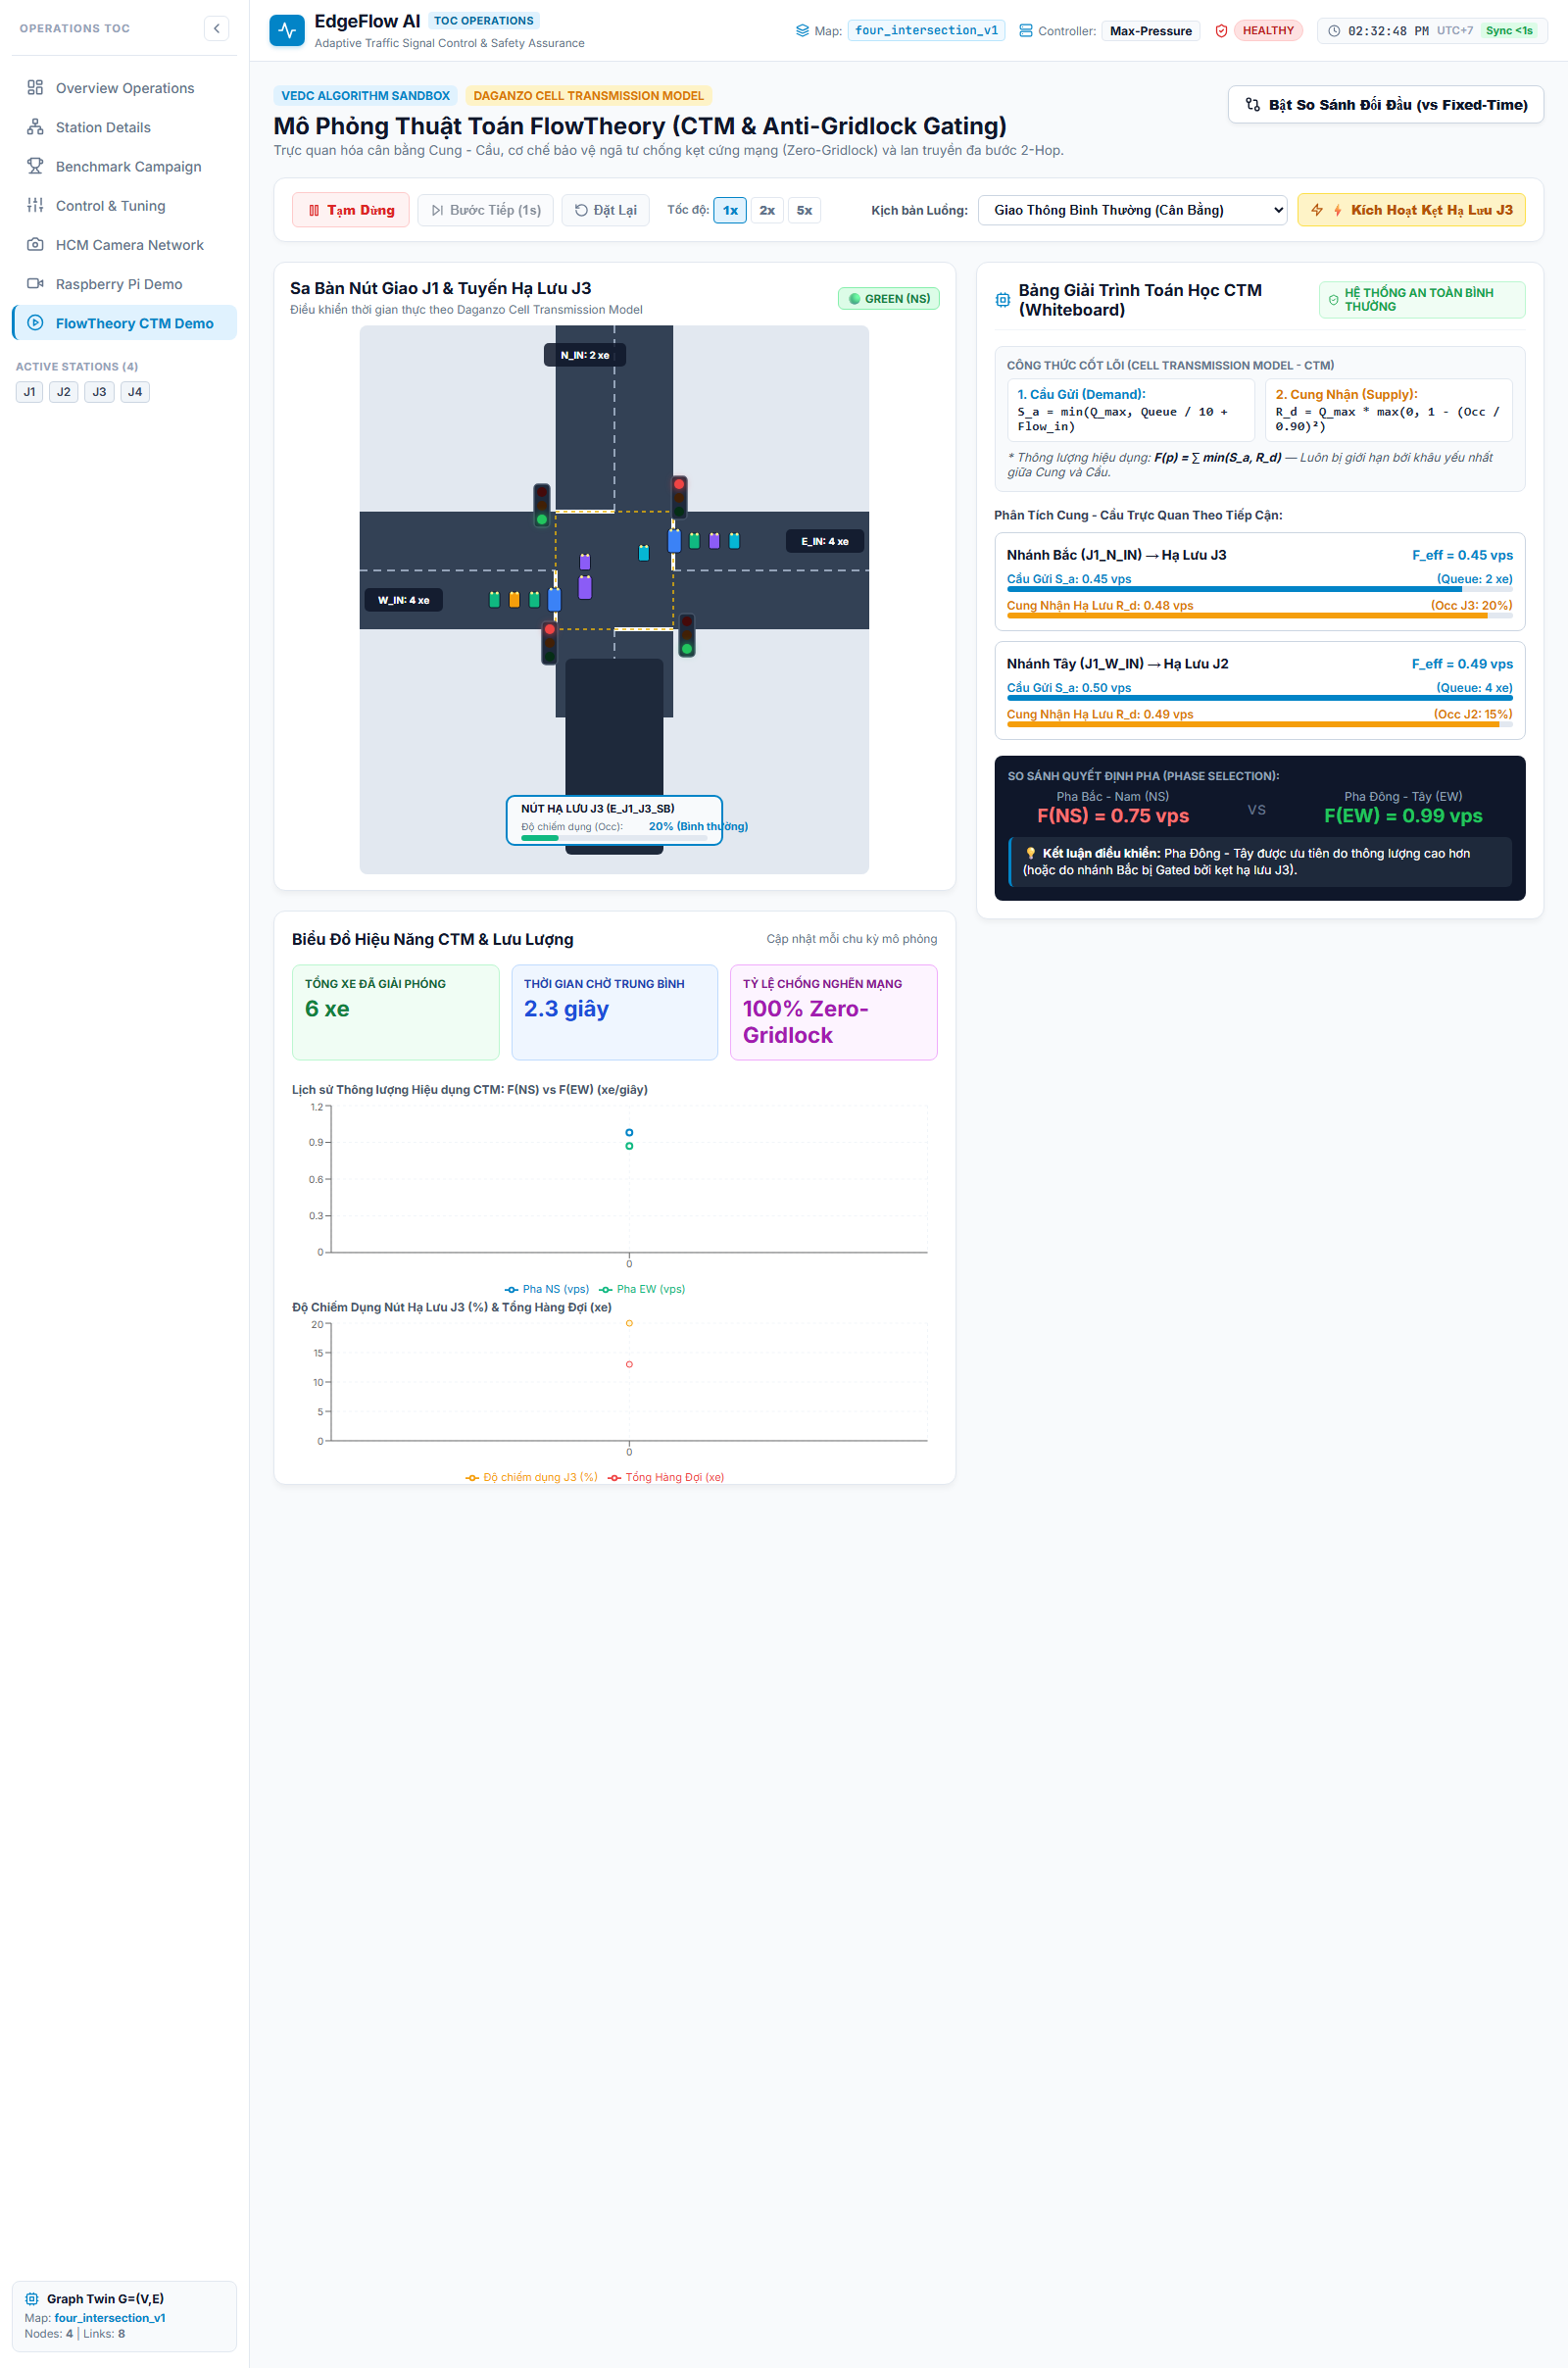 OPERATIONS TOC
Overview Operations
Station Details
Benchmark Campaign
Control & Tuning
HCM Camera Network
Raspberry Pi Demo
FlowTheory CTM Demo
ACTIVE STATIONS (4)
J1 J2 J3 J4
Graph Twin G=(V,E)
Map: four_intersection_v1
Nodes: 4 | Links: 8
EdgeFlow AI TOC OPERATIONS
Adaptive Traffic Signal Control & Safety Assurance
Map: four_intersection_v1 Controller: Max-Pressure HEALTHY 02:32:48 PM UTC+7 Sync <1s
VEDC ALGORITHM SANDBOX DAGANZO CELL TRANSMISSION MODEL
Mô Phỏng Thuật Toán FlowTheory (CTM & Anti-Gridlock Gating)
Trực quan hóa cân bằng Cung - Cầu, cơ chế bảo vệ ngã tư chống kẹt cứng mạng (Zero-Gridlock) và lan truyền đa bước 2-Hop.
Bật So Sánh Đối Đầu (vs Fixed-Time)
Tạm Dừng Bước Tiếp (1s) Đặt Lại Tốc độ: 1x 2x 5x Kịch bản Luồng: Giao Thông Bình Thường (Cân Bằng) Kích Hoạt Kẹt Hạ Lưu J3
Sa Bàn Nút Giao J1 & Tuyến Hạ Lưu J3
Điều khiển thời gian thực theo Daganzo Cell Transmission Model
GREEN (NS)
N_IN: 2 xe
E_IN: 4 xe
W_IN: 4 xe
NÚT HẠ LƯU J3 (E_J1_J3_SB)
Độ chiếm dụng (Occ): 20% (Bình thường)
Biểu Đồ Hiệu Năng CTM & Lưu Lượng
Cập nhật mỗi chu kỳ mô phỏng
TỔNG XE ĐÃ GIẢI PHÓNG
6 xe
THỜI GIAN CHỜ TRUNG BÌNH
2.3 giây
TỶ LỆ CHỐNG NGHẼN MẠNG
100% Zero-
Gridlock
Lịch sử Thông lượng Hiệu dụng CTM: F(NS) vs F(EW) (xe/giây)
1.2
0.9
0.6
0.3
0
0
Pha NS (vps) Pha EW (vps)
Độ Chiếm Dụng Nút Hạ Lưu J3 (%) & Tổng Hàng Đợi (xe)
20
15
10
5
0
0
Độ chiếm dụng J3 (%) Tổng Hàng Đợi (xe)
Bảng Giải Trình Toán Học CTM
(Whiteboard)
HỆ THỐNG AN TOÀN BÌNH
THƯỜNG
CÔNG THỨC CỐT LÕI (CELL TRANSMISSION MODEL - CTM)
1. Cầu Gửi (Demand):
S_a = min(Q_max, Queue / 10 +
Flow_in)
2. Cung Nhận (Supply):
R_d = Q_max * max(0, 1 - (Occ /
0.90)²)
* Thông lượng hiệu dụng: F(p) = ∑ min(S_a, R_d) — Luôn bị giới hạn bởi khâu yếu nhất
giữa Cung và Cầu.
Phân Tích Cung - Cầu Trực Quan Theo Tiếp Cận:
Nhánh Bắc (J1_N_IN) → Hạ Lưu J3 F_eff = 0.45 vps
Cầu Gửi S_a: 0.45 vps (Queue: 2 xe)
Cung Nhận Hạ Lưu R_d: 0.48 vps (Occ J3: 20%)
Nhánh Tây (J1_W_IN) → Hạ Lưu J2 F_eff = 0.49 vps
Cầu Gửi S_a: 0.50 vps (Queue: 4 xe)
Cung Nhận Hạ Lưu R_d: 0.49 vps (Occ J2: 15%)
SO SÁNH QUYẾT ĐỊNH PHA (PHASE SELECTION):
Pha Bắc - Nam (NS)
F(NS) = 0.75 vps
VS
Pha Đông - Tây (EW)
F(EW) = 0.99 vps
Kết luận điều khiển: Pha Đông - Tây được ưu tiên do thông lượng cao hơn
(hoặc do nhánh Bắc bị Gated bởi kẹt hạ lưu J3).